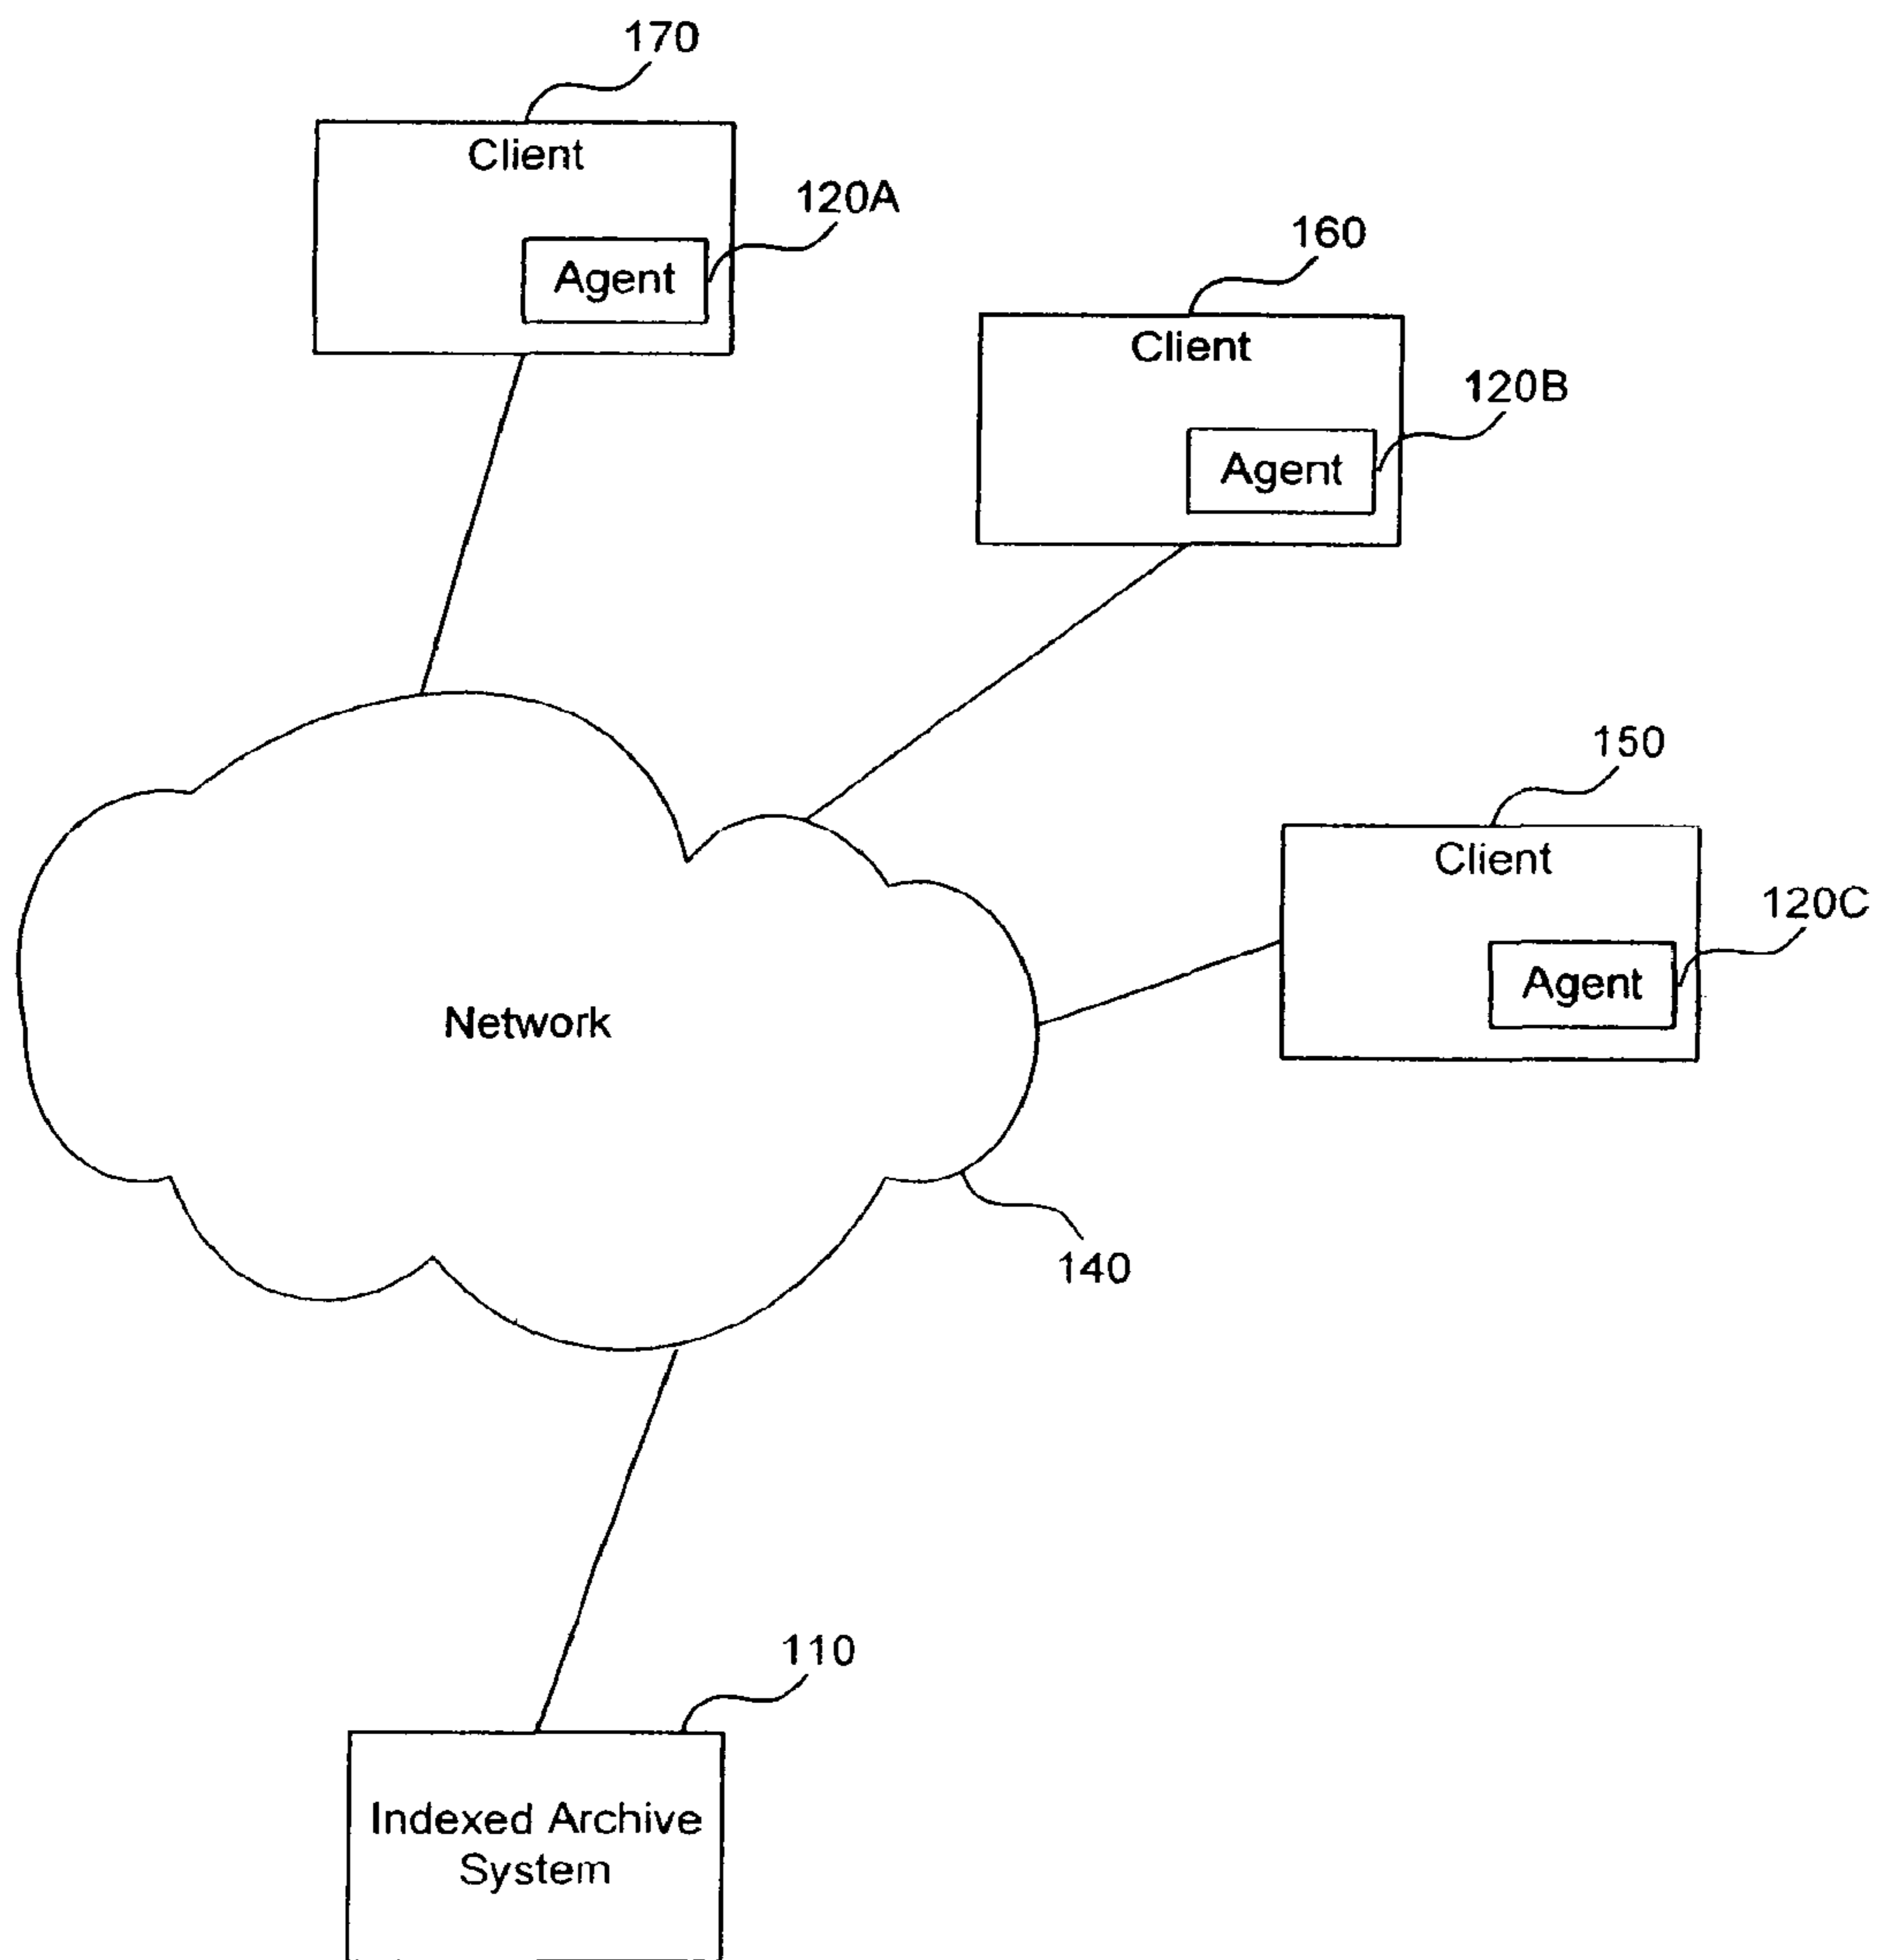 170
Client
120A
Agent
160
Client
120B
Agent
150
Client
120C
Agent
Network
140
110
Indexed Archive
System